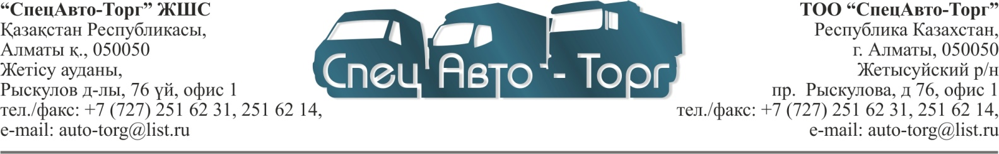 “СпецАвто-Торг” ЖШС
Қазақстан Республикасы,
Алматы қ., 050050
Жетісу ауданы,
Рыскулов д-лы, 76 үй, офис 1
тел./факс: +7 (727) 251 62 31, 251 62 14,
e-mail: auto-torg@list.ru
Спец Авто - Торг
ТОО “СпецАвто-Торг”
Республика Казахстан,
г. Алматы, 050050
Жетысуйский р/н
пр. Рыскулова, д 76, офис 1
тел./факс: +7 (727) 251 62 31, 251 62 14,
e-mail: auto-torg@list.ru